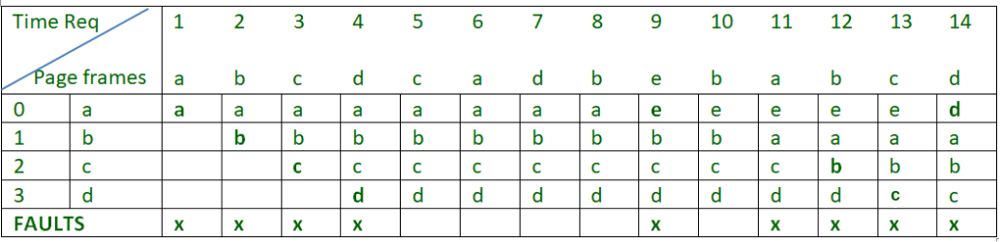 Time Req 1 2 3 4 5 6 7 8 9 10 11 12 13 14
Page frames a b c d c a d b e b a b c d
0 a a a a a a a a a e e e e e d
1 b b b b b b b b b b a a a a
2 c c c c c c c c c c b b b
3 d d d d d d d d d d c c
FAULTS x x x x x x x x x